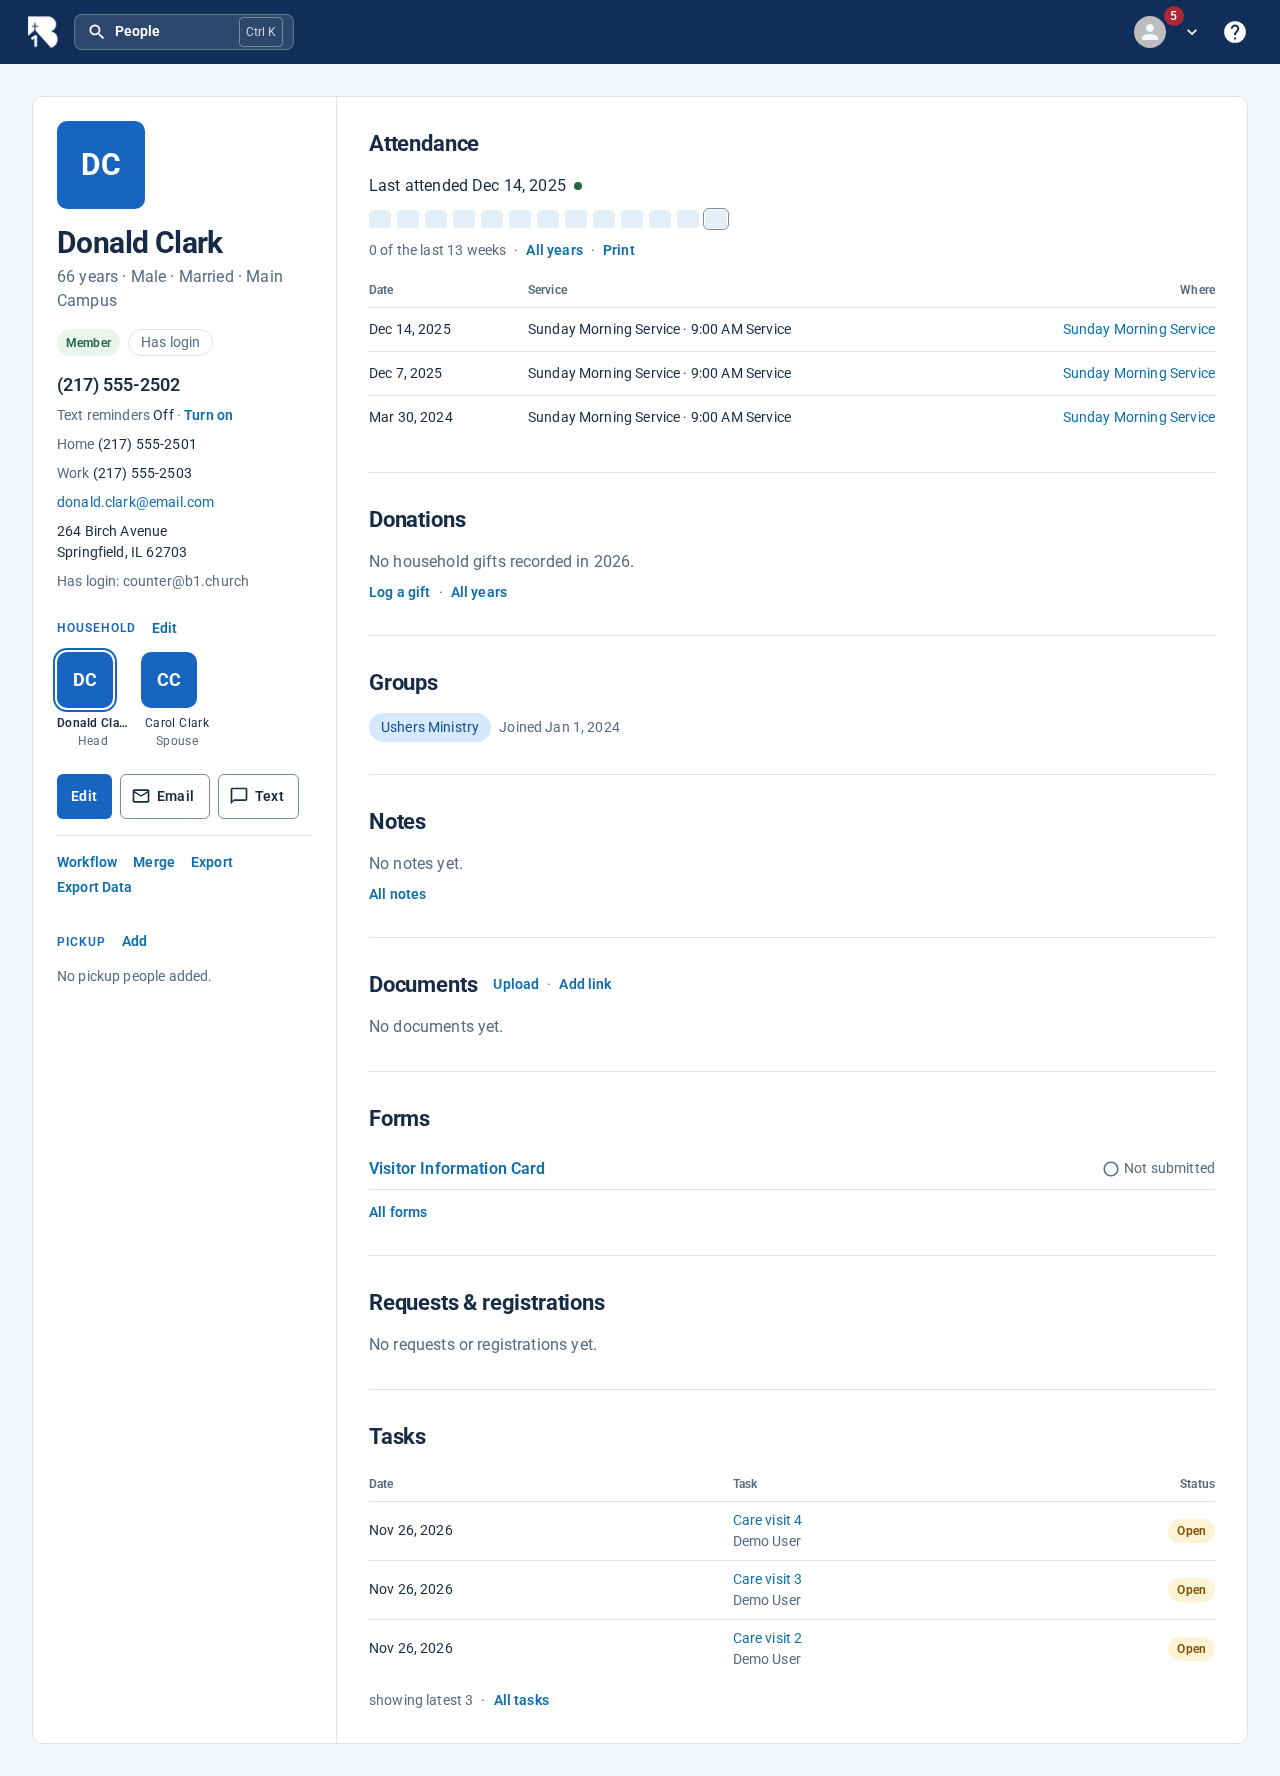 People
Ctrl K
5
DC
Donald Clark
66 years · Male · Married · Main
Campus
Member
Has login
(217) 555-2502
Text reminders Off · Turn on
Home (217) 555-2501
Work (217) 555-2503
donald.clark@email.com
264 Birch Avenue
Springfield, IL 62703
Has login: counter@b1.church
HOUSEHOLD Edit
DC
CC
Donald Cla...
Carol Clark
Head
Spouse
Edit
Email
Text
Workflow Merge Export
Export Data
PICKUP Add
No pickup people added.
Attendance
Last attended Dec 14, 2025
0 of the last 13 weeks · All years · Print
Date Service Where
Dec 14, 2025 Sunday Morning Service · 9:00 AM Service Sunday Morning Service
Dec 7, 2025 Sunday Morning Service · 9:00 AM Service Sunday Morning Service
Mar 30, 2024 Sunday Morning Service · 9:00 AM Service Sunday Morning Service
Donations
No household gifts recorded in 2026.
Log a gift · All years
Groups
Ushers Ministry Joined Jan 1, 2024
Notes
No notes yet.
All notes
Documents Upload · Add link
No documents yet.
Forms
Visitor Information Card Not submitted
All forms
Requests & registrations
No requests or registrations yet.
Tasks
Date Task Status
Nov 26, 2026 Care visit 4 Open
Demo User
Nov 26, 2026 Care visit 3 Open
Demo User
Nov 26, 2026 Care visit 2 Open
Demo User
showing latest 3 · All tasks